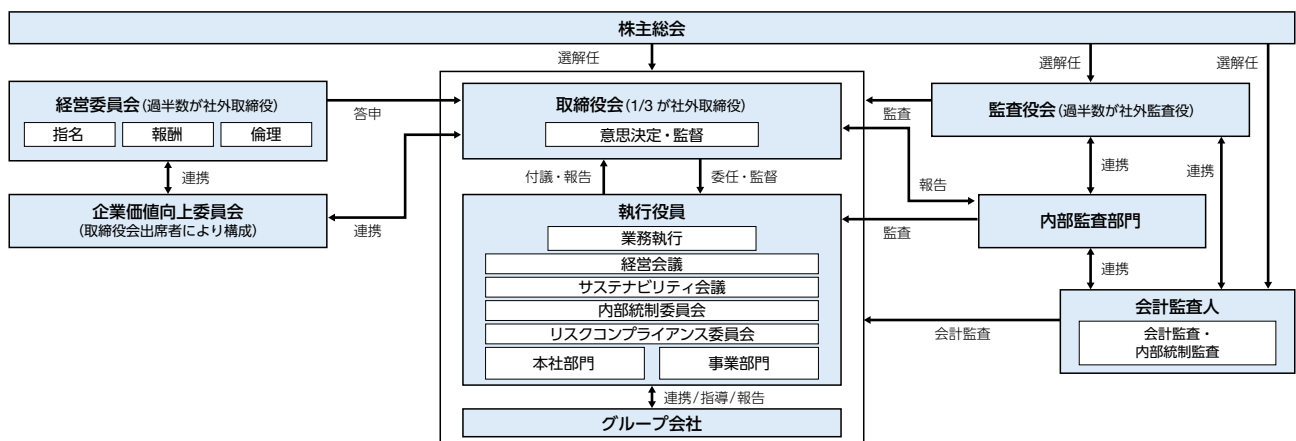 株主総会
選解任
選解任
選解任
経営委員会(過半数が社外取締役)
指名
報酬
倫理
答申
取締役会(1/3が社外取締役)
意思決定・監督
監査
監査役会(過半数が社外監査役)
連携
付議・報告
委任・監督
報告
連携
連携
企業価値向上委員会
(取締役会出席者により構成)
連携
執行役員
業務執行
経営会議
サステナビリティ会議
内部統制委員会
リスクコンプライアンス委員会
本社部門
事業部門
監査
内部監査部門
連携
会計監査
会計監査人
会計監査・
内部統制監査
連携/指導/報告
グループ会社